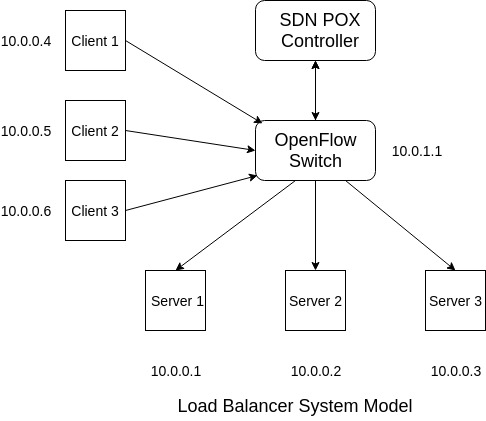 SDN POX
Controller
10.0.0.4
Client 1
10.0.0.5
Client 2
OpenFlow
Switch
10.0.1.1
10.0.0.6
Client 3
Server 1
Server 2
Server 3
10.0.0.1
10.0.0.2
10.0.0.3
Load Balancer System Model